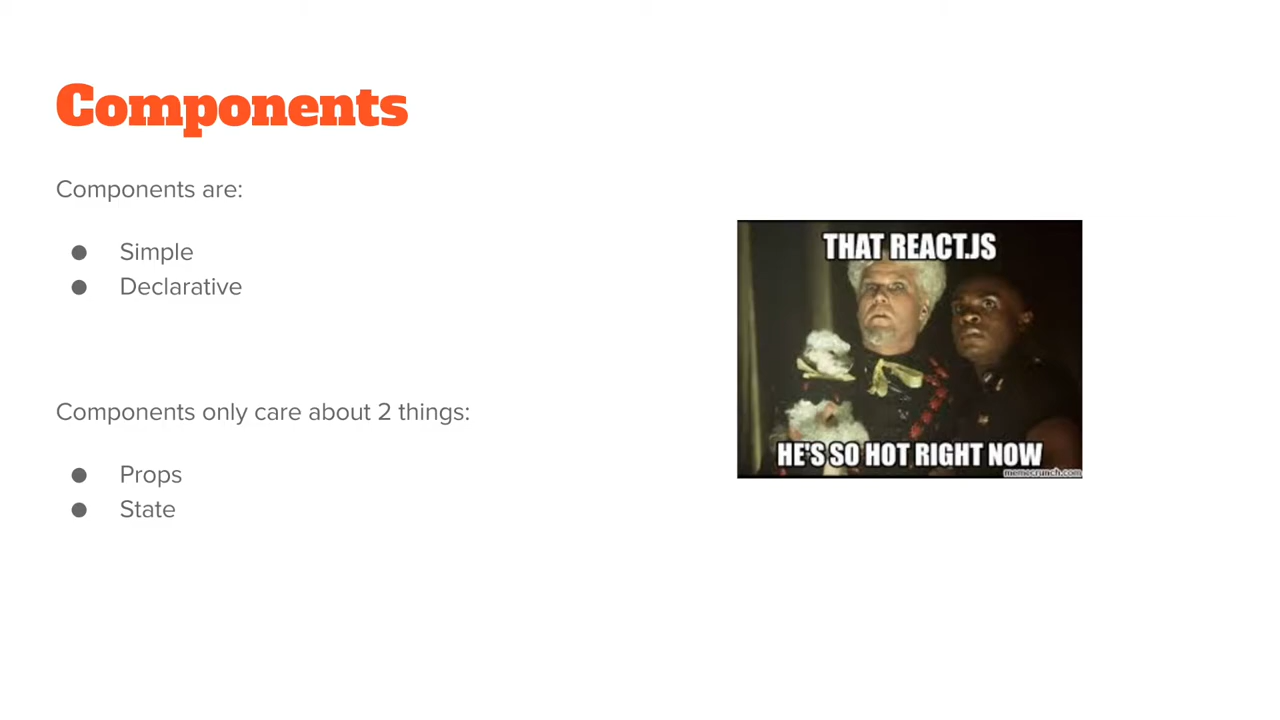 Components
Components are:
● Simple
● Declarative
Components only care about 2 things:
● Props
● State
THAT REACT.JS
HE'S SO HOT RIGHT NOW
memecrunch.com